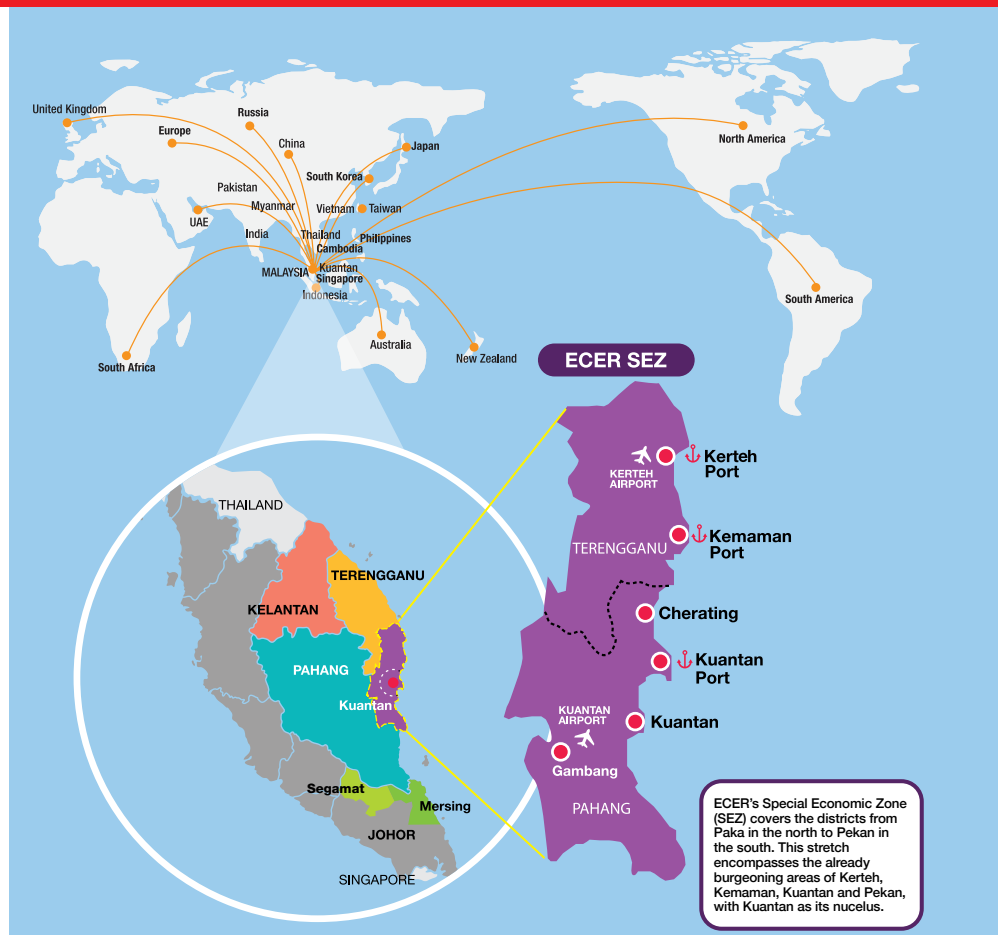 United Kingdom
Russia
Europe
China
Japan
North America
South Korea
Pakistan
Myanmar
Vietnam
Taiwan
UAE
India
Thailand
Philippines
Cambodia
MALAYSIA
Kuantan
Singapore
Indonesia
South America
Australia
New Zealand
South Africa
ECER SEZ
KERTEH
AIRPORT
Kerteh
Port
TERENGGANU
Kemaman
Port
Cherating
Kuantan
Port
KUANTAN
AIRPORT
Kuantan
Gambang
PAHANG
THAILAND
TERENGGANU
KELANTAN
PAHANG
Kuantan
Segamat
Mersing
JOHOR
SINGAPORE
ECER's Special Economic Zone
(SEZ) covers the districts from
Paka in the north to Pekan in
the south. This stretch
encompasses the already
burgeoning areas of Kerteh,
Kemaman, Kuantan and Pekan,
with Kuantan as its nucelus.